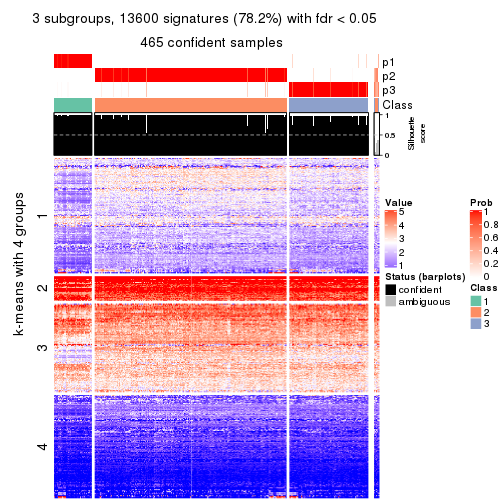 3 subgroups, 13600 signatures (78.2%) with fdr < 0.05
465 confident samples
p1
p2
p3
Class
1
0.5
0
Silhouette
score
k-means with 4 groups
1
2
3
4
Value
5
4
3
2
1
Status (barplots)
confident
ambiguous
Prob
1
0.8
0.6
0.4
0.2
0
Class
1
2
3